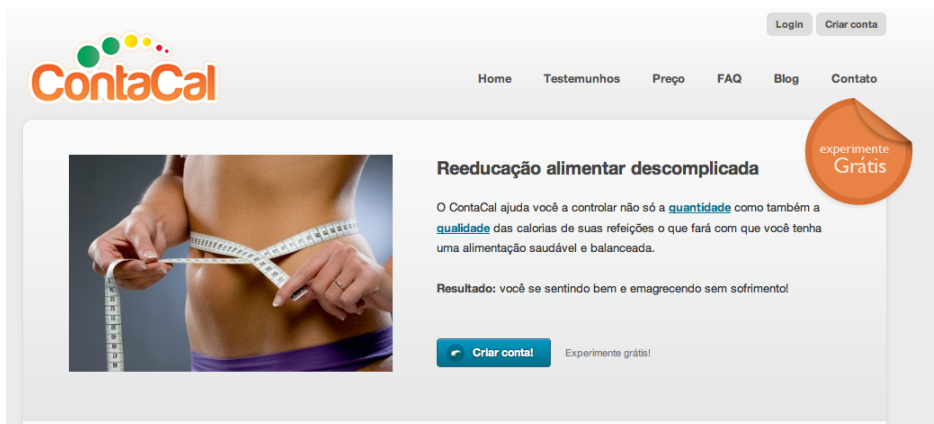 Login Criar conta
ContaCal
Home Testemunhos Preço FAQ Blog Contato
experimente
Grátis
Reeducação alimentar descomplicada
O ContaCal ajuda você a controlar não só a quantidade como também a
qualidade das calorias de suas refeições o que fará com que você tenha
uma alimentação saudável e balanceada.
Resultado: você se sentindo bem e emagrecendo sem sofrimento!
Criar conta! Experimente grátis!